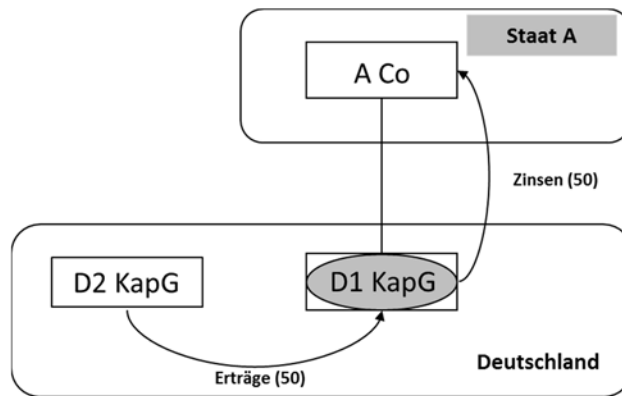 Staat A
A Co
Zinsen (50)
D2 KapG
D1 KapG
Erträge (50)
Deutschland